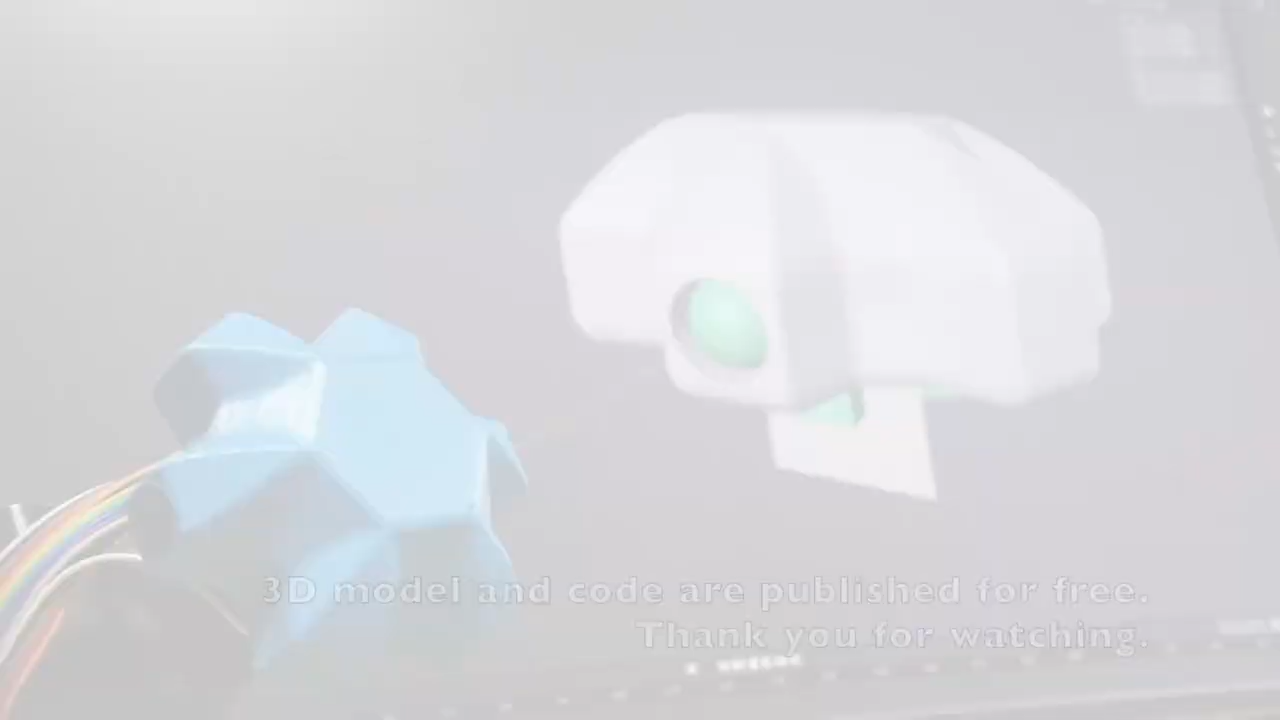 3D model and code are published for free.
Thank you for watching.